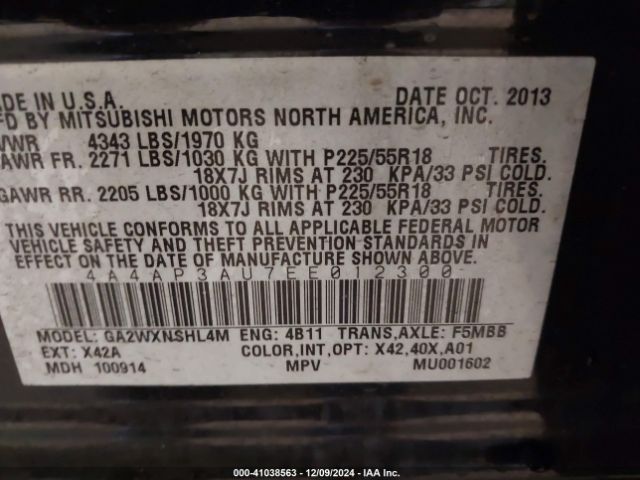 DE IN U.S.A. DATE OCT. 2013
FD BY MITSUBISHI MOTORS NORTH AMERICA, INC.
VWR 4343 LBS/1970 KG
AWR FR. 2271 LBS/1030 KG WITH P225/55R18 TIRES.
18X7J RIMS AT 230 KPA/33 PSI COLD.
GAWR RR. 2205 LBS/1000 KG WITH P225/55R18 TIRES.
18X7J RIMS AT 230 KPA/33 PSI COLD.
THIS VEHICLE CONFORMS TO ALL APPLICABLE FEDERAL MOTOR
VEHICLE SAFETY AND THEFT PREVENTION STANDARDS IN
EFFECT ON THE DATE OF MANUFACTURE SHOWN ABOVE.
4A4AP3AU7EE012300
MODEL: GA2WXNSHL4M ENG: 4B11 TRANS,AXLE: F5MBB
EXT: X42A COLOR,INT,OPT: X42,40X,A01
MDH 100914 MPV MU001602
000-41038563 - 12/09/2024 - IAA Inc.